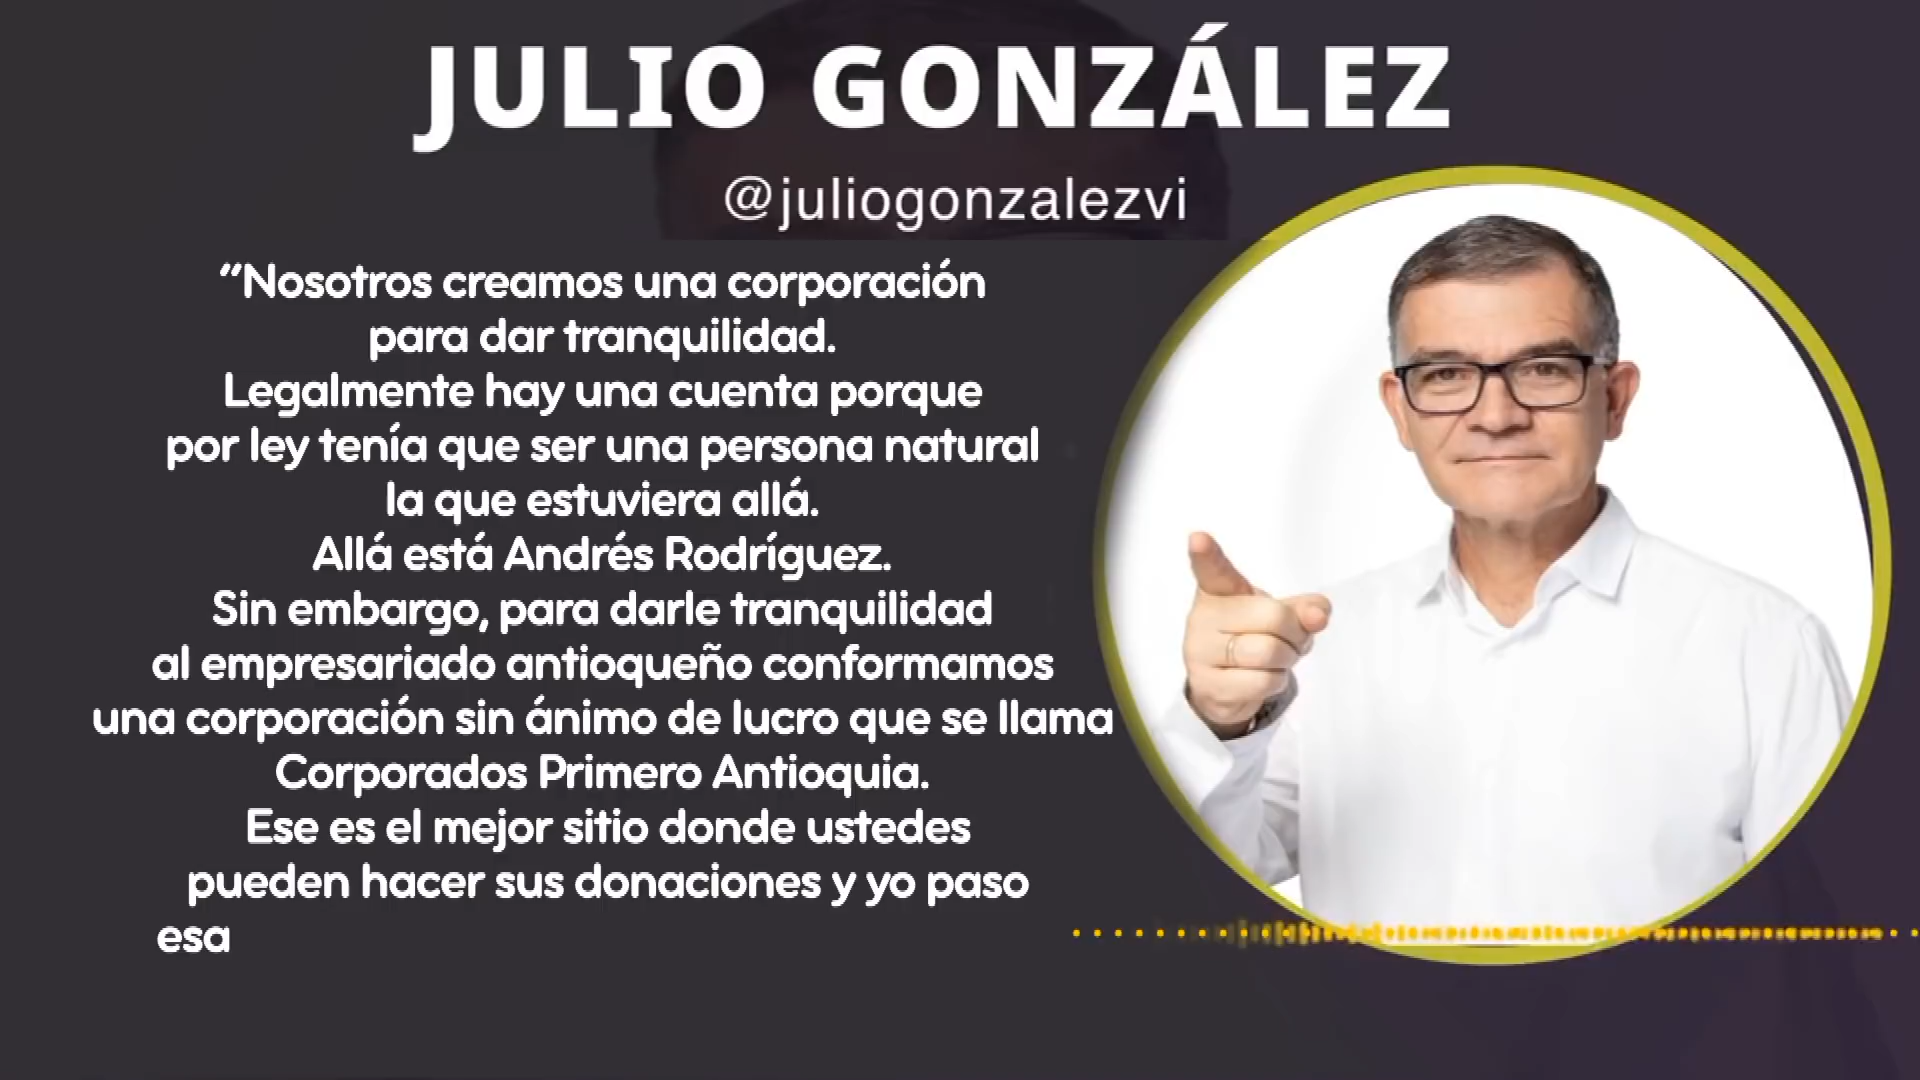 JULIO GONZÁLEZ
@juliogonzalezvi
“Nosotros creamos una corporación
para dar tranquilidad.
Legalmente hay una cuenta porque
por ley tenía que ser una persona natural
la que estuviera allá.
Allá está Andrés Rodríguez.
Sin embargo, para darle tranquilidad
al empresariado antioqueño conformamos
una corporación sin ánimo de lucro que se llama
Corporados Primero Antioquia.
Ese es el mejor sitio donde ustedes
pueden hacer sus donaciones y yo paso
esa